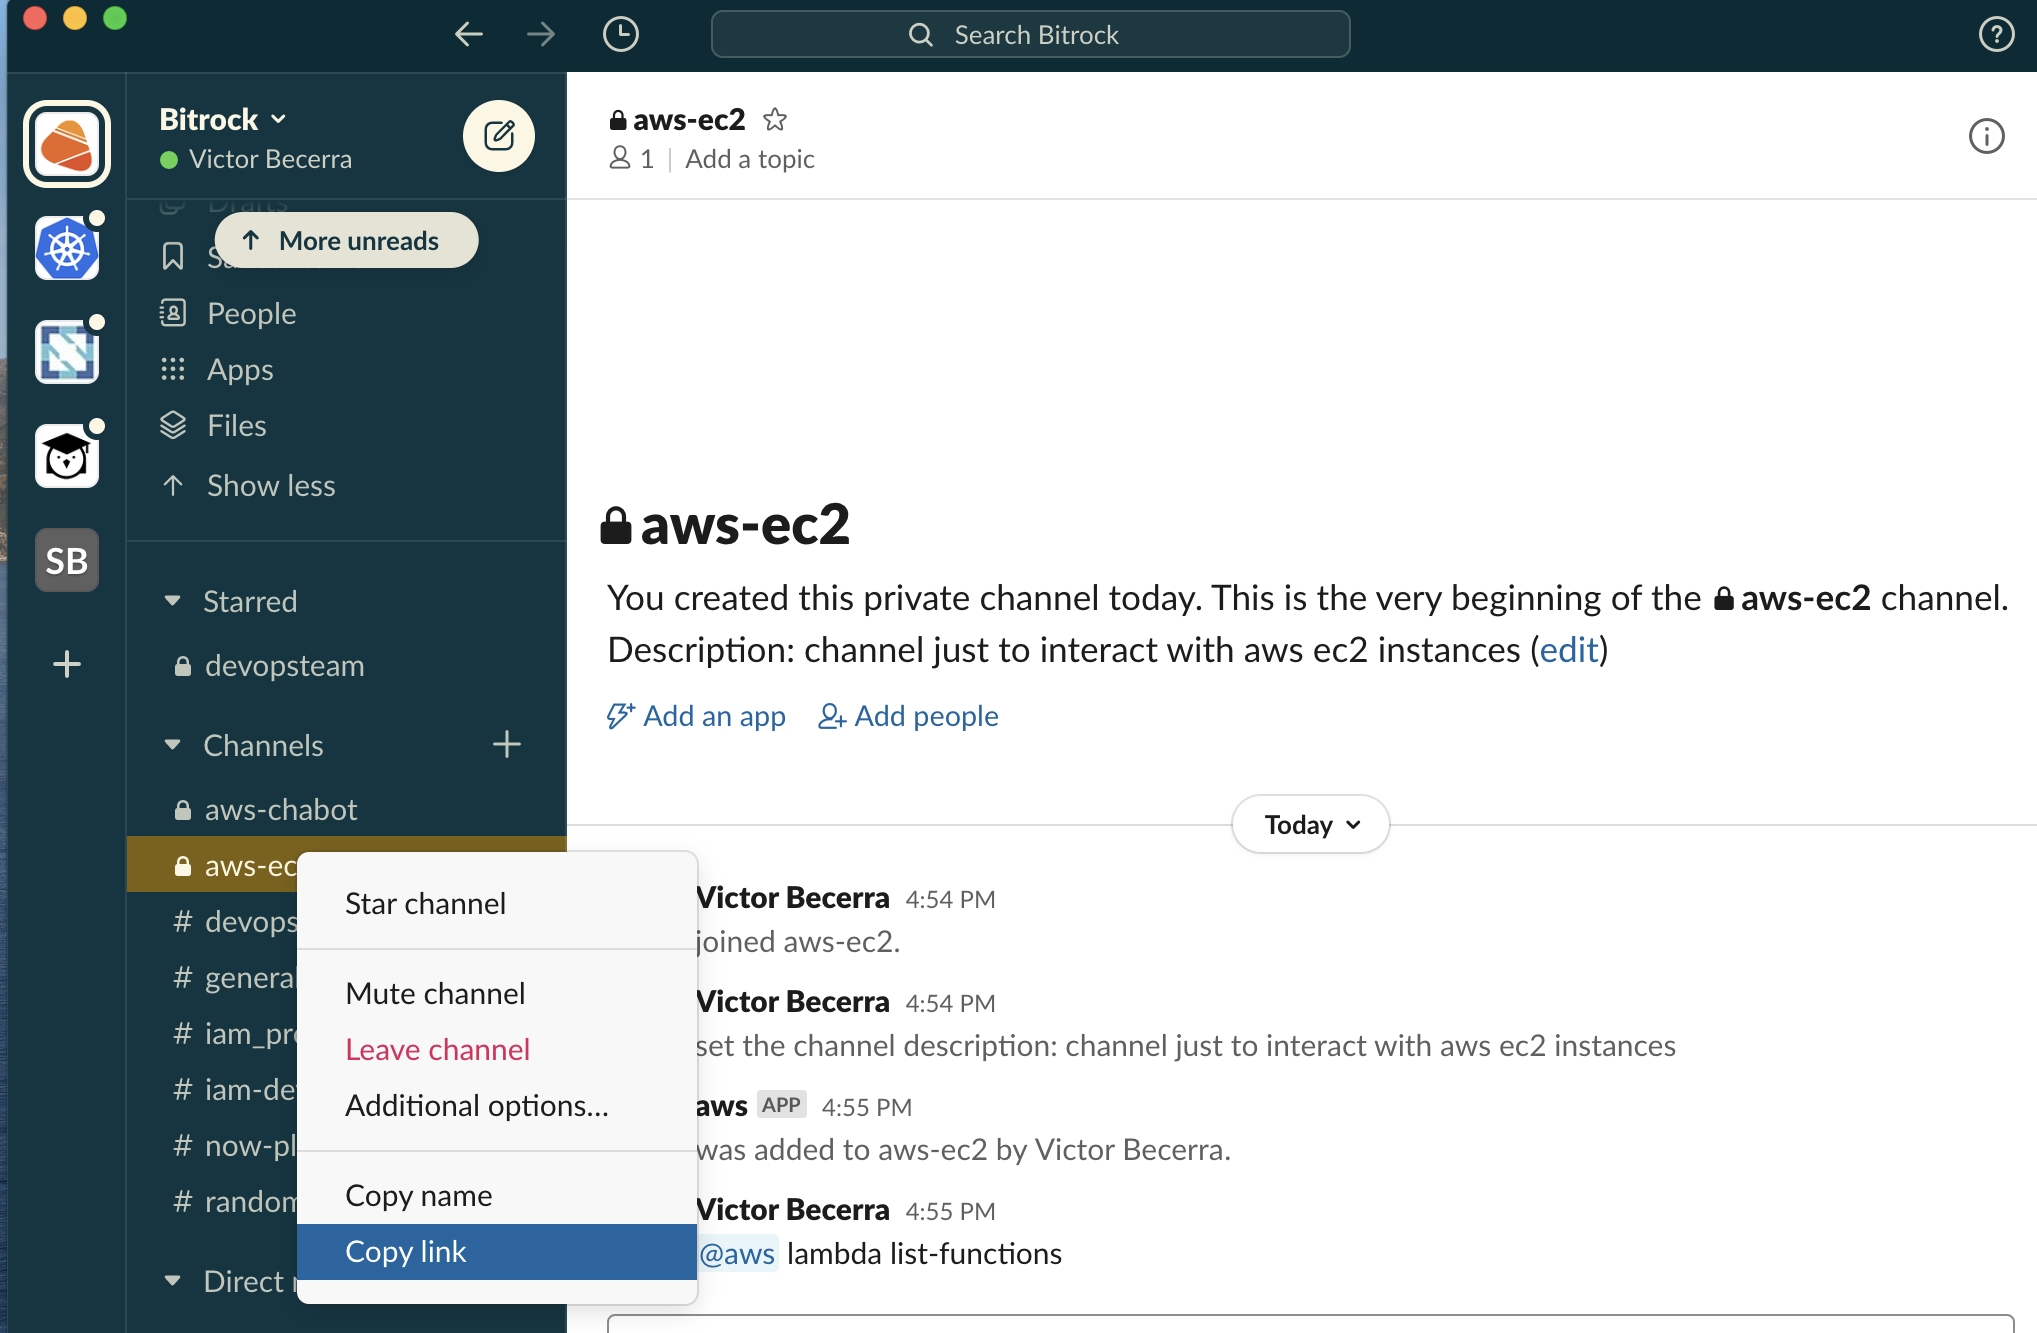 Search Bitrock
Bitrock
Victor Becerra
More unreads
People
Apps
Files
Show less
SB
Starred
devopsteam
Channels
aws-chabot
aws-ec
# devops
# general
# iam_pr
# iam-de
# now-pl
# random
Direct
Star channel
Mute channel
Leave channel
Additional options...
Copy name
Copy link
aws-ec2
1 | Add a topic
aws-ec2
You created this private channel today. This is the very beginning of the aws-ec2 channel.
Description: channel just to interact with aws ec2 instances (edit)
Add an app Add people
Today
Victor Becerra 4:54 PM
joined aws-ec2.
Victor Becerra 4:54 PM
set the channel description: channel just to interact with aws ec2 instances
aws APP 4:55 PM
was added to aws-ec2 by Victor Becerra.
Victor Becerra 4:55 PM
@aws lambda list-functions